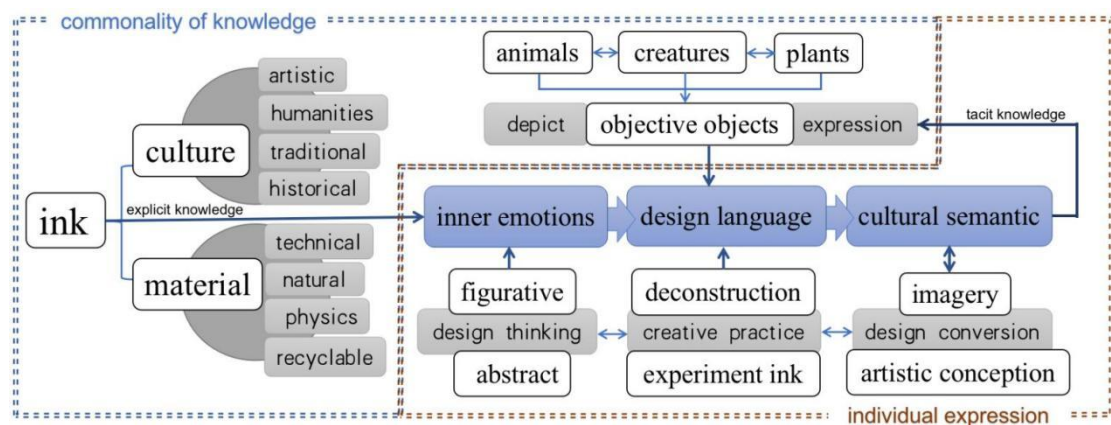 commonality of knowledge
animals
creatures
plants
artistic
humanities
culture
traditional
historical
depict
objective objects
expression
tacit knowledge
ink
explicit knowledge
inner emotions
design language
cultural semantic
technical
natural
material
physics
recyclable
figurative
deconstruction
imagery
design thinking
creative practice
design conversion
abstract
experiment ink
artistic conception
individual expression